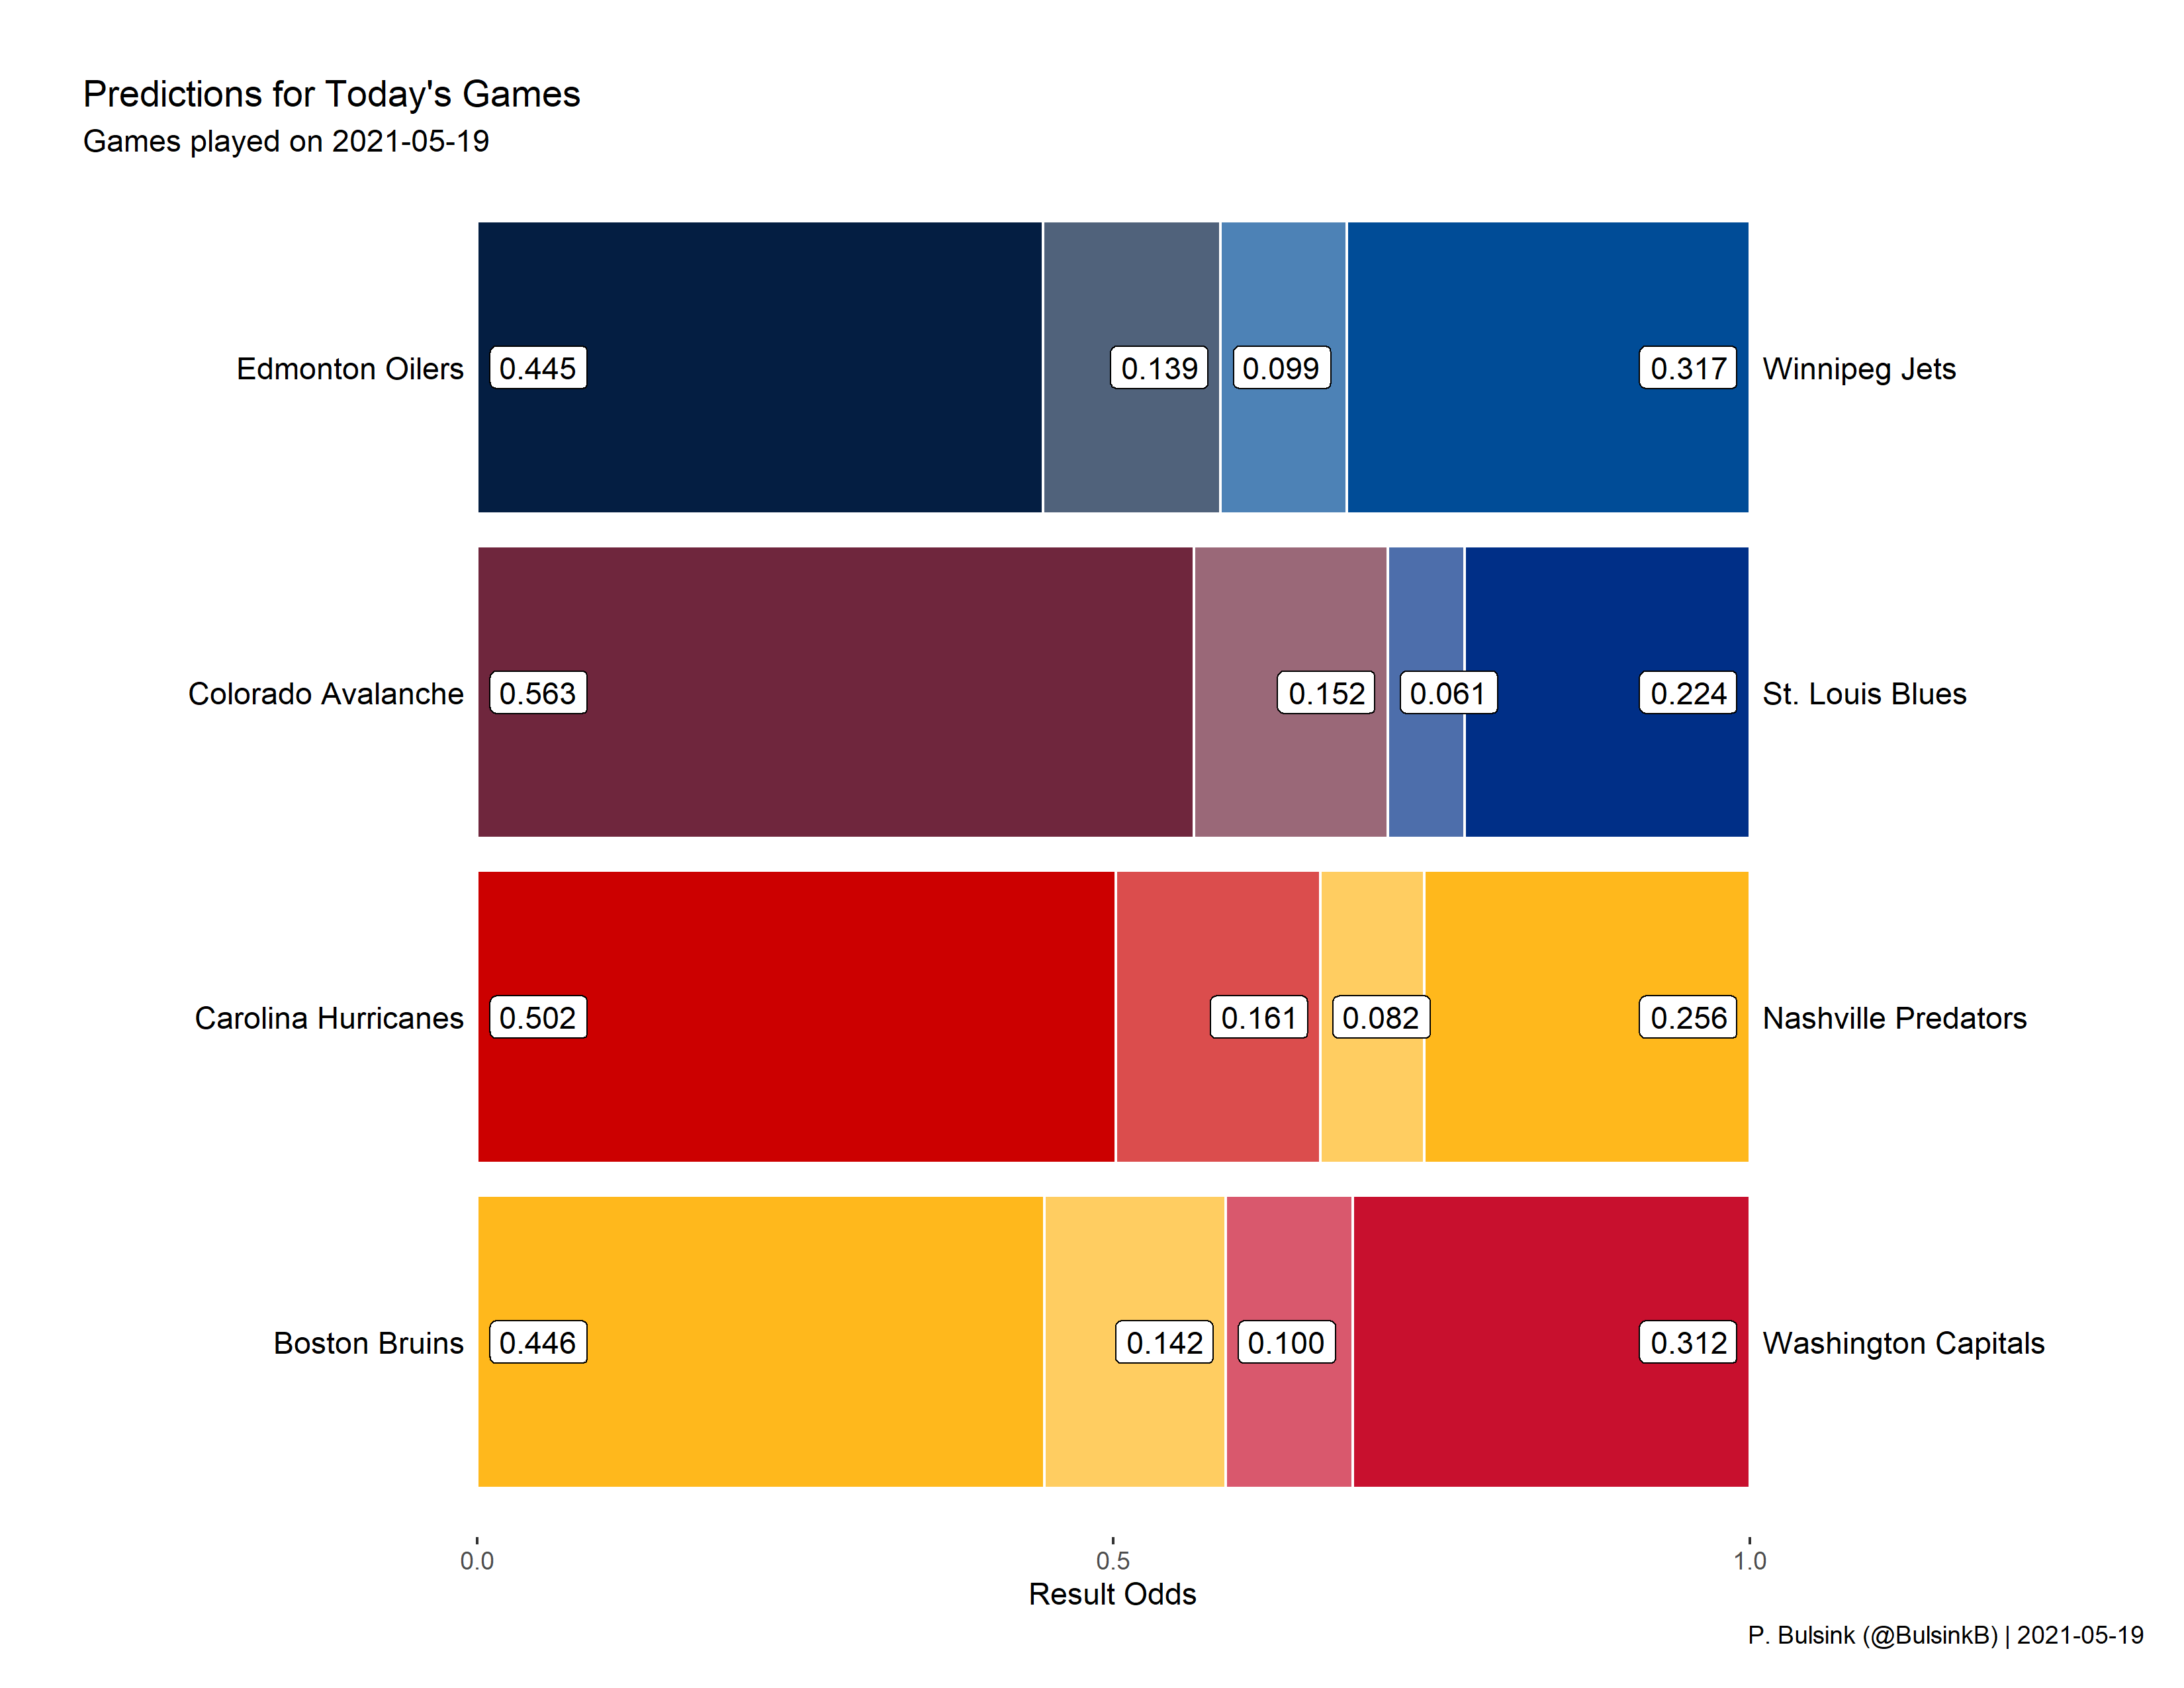 Predictions for Today's Games
Games played on 2021-05-19
Edmonton Oilers 0.445 0.139 0.099 0.317 Winnipeg Jets
Colorado Avalanche 0.563 0.152 0.061 0.224 St. Louis Blues
Carolina Hurricanes 0.502 0.161 0.082 0.256 Nashville Predators
Boston Bruins 0.446 0.142 0.100 0.312 Washington Capitals
0.0 0.5 1.0
Result Odds
P. Bulsink (@BulsinkB) | 2021-05-19